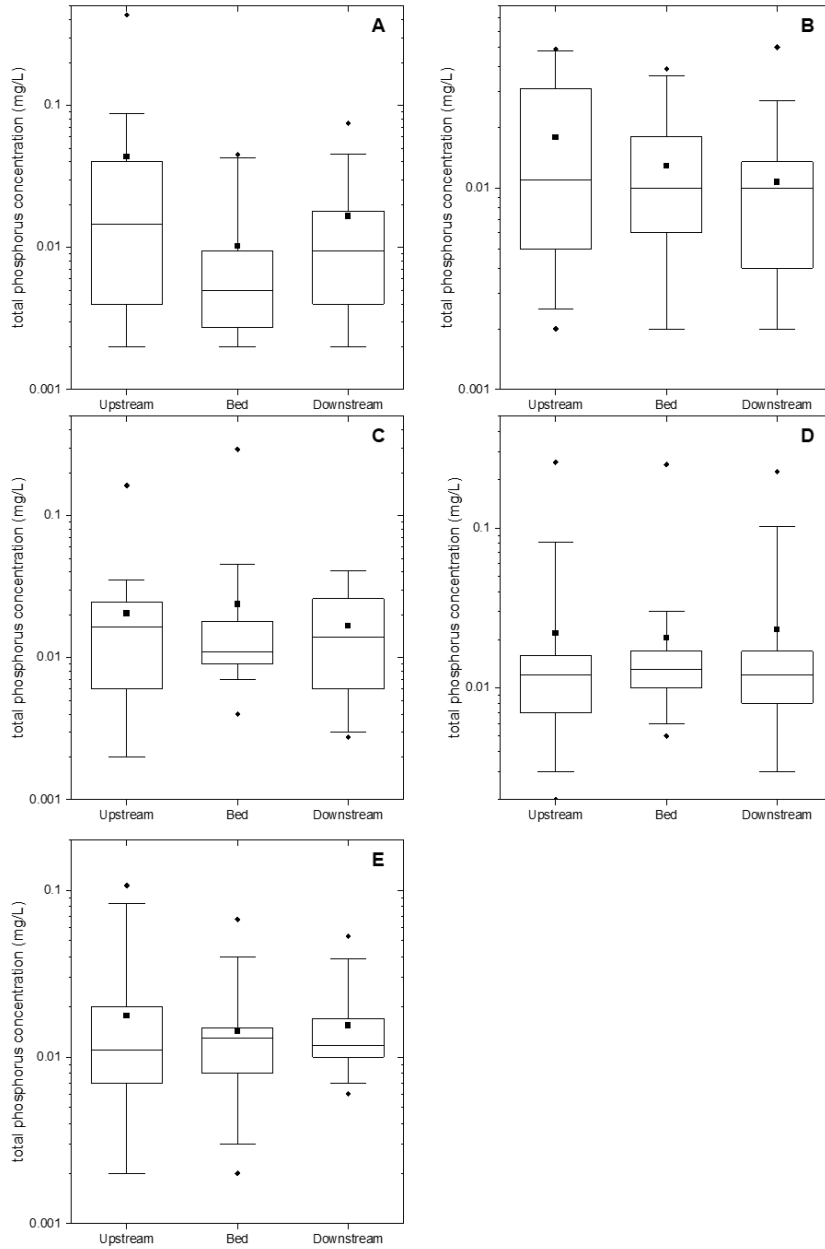 A
total phosphorus concentration (mg/L)
0.1
0.01
0.001
Upstream Bed Downstream
B
total phosphorus concentration (mg/L)
0.01
0.001
Upstream Bed Downstream
C
total phosphorus concentration (mg/L)
0.1
0.01
0.001
Upstream Bed Downstream
D
total phosphorus concentration (mg/L)
0.1
0.01
Upstream Bed Downstream
E
total phosphorus concentration (mg/L)
0.1
0.01
0.001
Upstream Bed Downstream